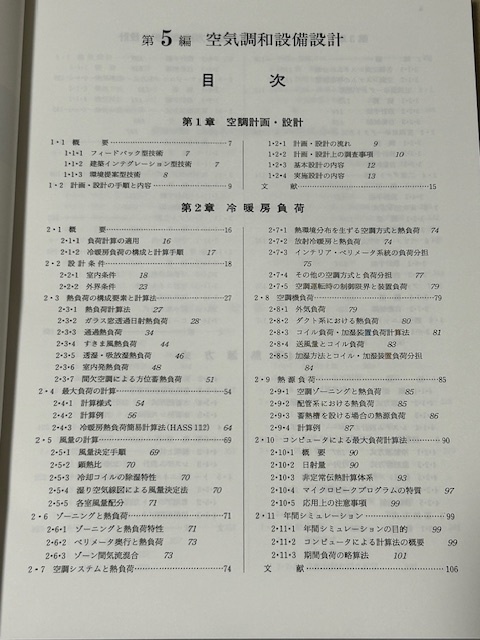 第5編 空気調和設備設計
目 次
第1章 空調計画・設計
1・1 概 要 ………… 7
1・1・1 フィードバック型技術 7
1・1・2 建築インテグレーション型技術 7
1・1・3 環境提案型技術 8
1・2 計画・設計の手順と内容 ………… 9
1・2・1 計画・設計の流れ 9
1・2・2 計画・設計上の調査事項 10
1・2・3 基本設計の内容 12
1・2・4 実施設計の内容 13
文 献 ………… 15
第2章 冷暖房負荷
2・1 概 要 ………… 16
2・1・1 負荷計算の適用 16
2・1・2 冷暖房負荷の構成と計算手順 17
2・2 設計条件 ………… 18
2・2・1 室内条件 18
2・2・2 外界条件 23
2・3 熱負荷の構成要素と計算法 ………… 27
2・3・1 熱負荷計算法 27
2・3・2 ガラス窓透過日射熱負荷 28
2・3・3 通過熱負荷 34
2・3・4 すきま風熱負荷 44
2・3・5 透湿・吸放湿熱負荷 46
2・3・6 室内発熱負荷 48
2・3・7 間欠空調による方位蓄熱負荷 51
2・4 最大負荷の計算 ………… 54
2・4・1 計算様式 54
2・4・2 計算例 56
2・4・3 冷暖房熱負荷簡易計算法(HASS 112) 64
2・5 風量の計算 ………… 69
2・5・1 風量決定手順 69
2・5・2 顕熱比 70
2・5・3 冷却コイルの除湿特性 70
2・5・4 湿り空気線図による風量決定法 70
2・5・5 各室風量配分 71
2・6 ゾーニングと熱負荷 ………… 71
2・6・1 ゾーニングと熱負荷特性 71
2・6・2 ペリメータ奥行と熱負荷 73
2・6・3 ゾーン間気流混合 73
2・7 空調システムと熱負荷 ………… 74
2・7・1 熱環境分布を生ずる空調方式と熱負荷 74
2・7・2 放射冷暖房と熱負荷 74
2・7・3 インテリア・ペリメータ系統の負荷分担
75
2・7・4 その他の空調方式と負荷分担 77
2・7・5 空調運転時の制御限界と装置負荷 79
2・8 空調機負荷 ………… 79
2・8・1 外気負荷 79
2・8・2 ダクト系における熱負荷 80
2・8・3 コイル負荷・加湿装置負荷計算法 81
2・8・4 送風量とコイル負荷 83
2・8・5 加湿方法とコイル・加湿装置負荷分担
84
2・9 熱源負荷 ………… 85
2・9・1 空調ゾーニングと熱負荷 85
2・9・2 配管系における熱負荷 85
2・9・3 蓄熱槽を設ける場合の熱源負荷 86
2・9・4 計算例 87
2・10 コンピュータによる最大負荷計算法 ………… 90
2・10・1 概 要 90
2・10・2 日射量 90
2・10・3 非定常伝熱計算体系 93
2・10・4 マイクロピークプログラムの特質 97
2・10・5 応用上の注意事項 99
2・11 年間シミュレーション ………… 99
2・11・1 年間シミュレーションの目的 99
2・11・2 コンピュータによる計算法の概要 99
2・11・3 期間負荷の略算法 101
文 献 ………… 106